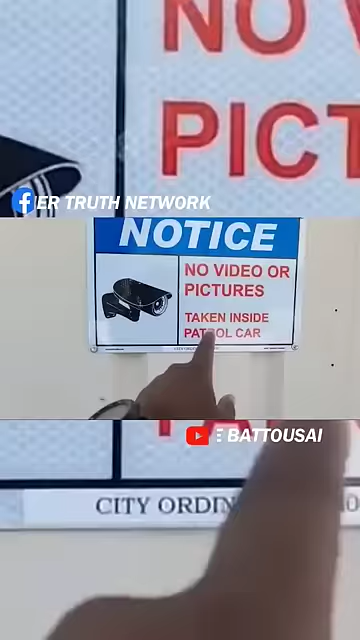 NO
PICT
ER TRUTH NETWORK
NOTICE
NO VIDEO OR
PICTURES
TAKEN INSIDE
PATROL CAR
BATTOUSAI
CITY ORDIN